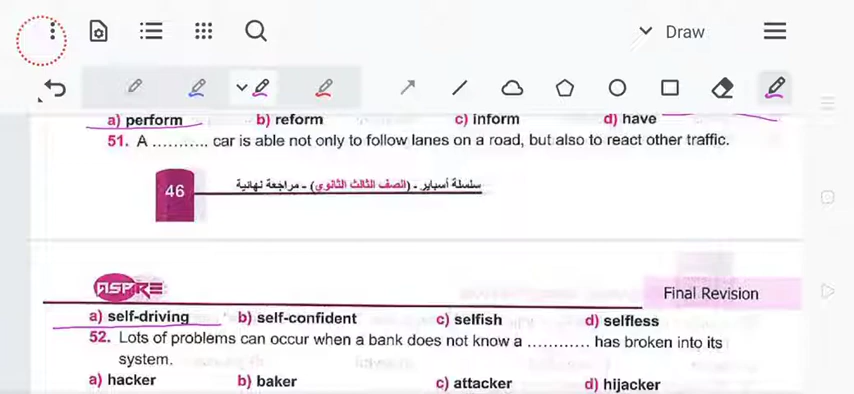 Draw
a) perform b) reform c) inform d) have
51. A ........... car is able not only to follow lanes on a road, but also to react other traffic.
46 سلسلة أسباير - (الصف الثالث الثانوي) - مراجعة نهائية
ASPIRE Final Revision
a) self-driving b) self-confident c) selfish d) selfless
52. Lots of problems can occur when a bank does not know a ............ has broken into its
system.
a) hacker b) baker c) attacker d) hijacker